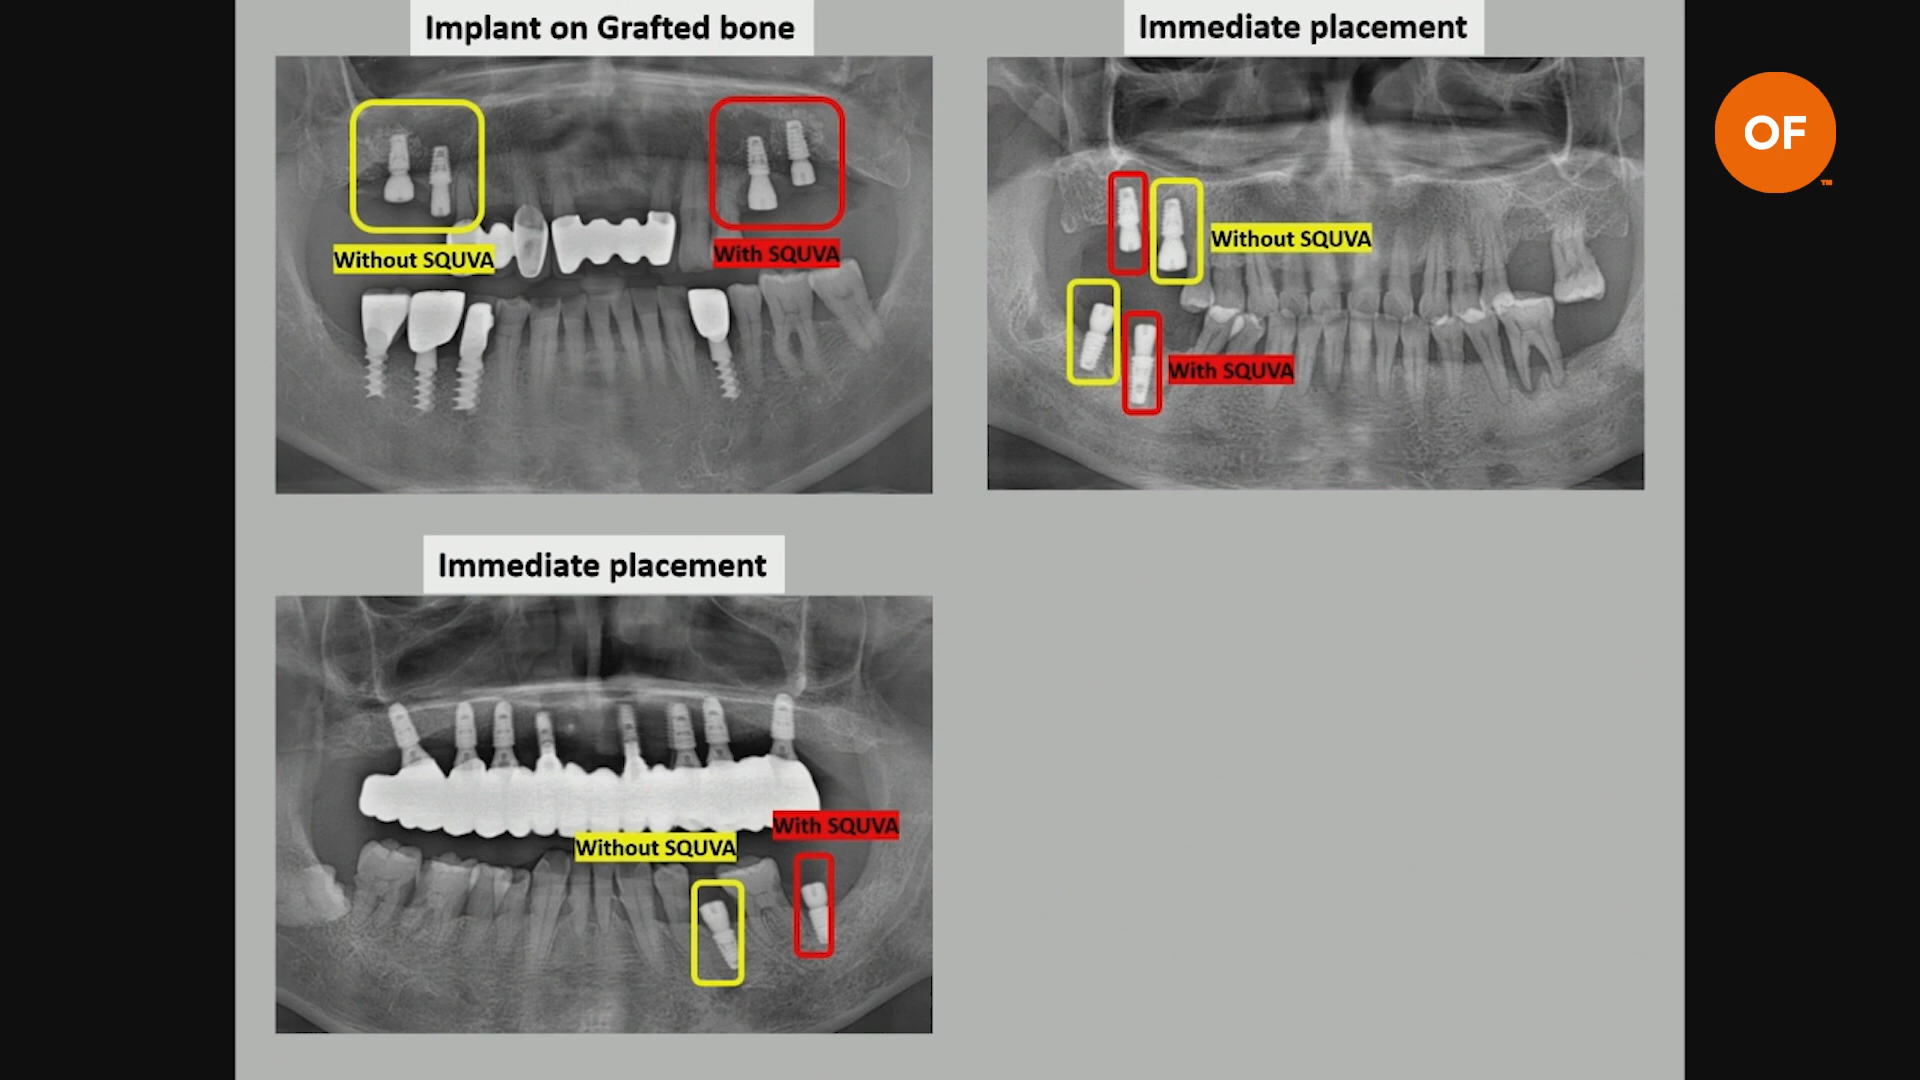 Implant on Grafted bone
Immediate placement
OF
TM
Without SQUVA
With SQUVA
Without SQUVA
With SQUVA
Immediate placement
With SQUVA
Without SQUVA